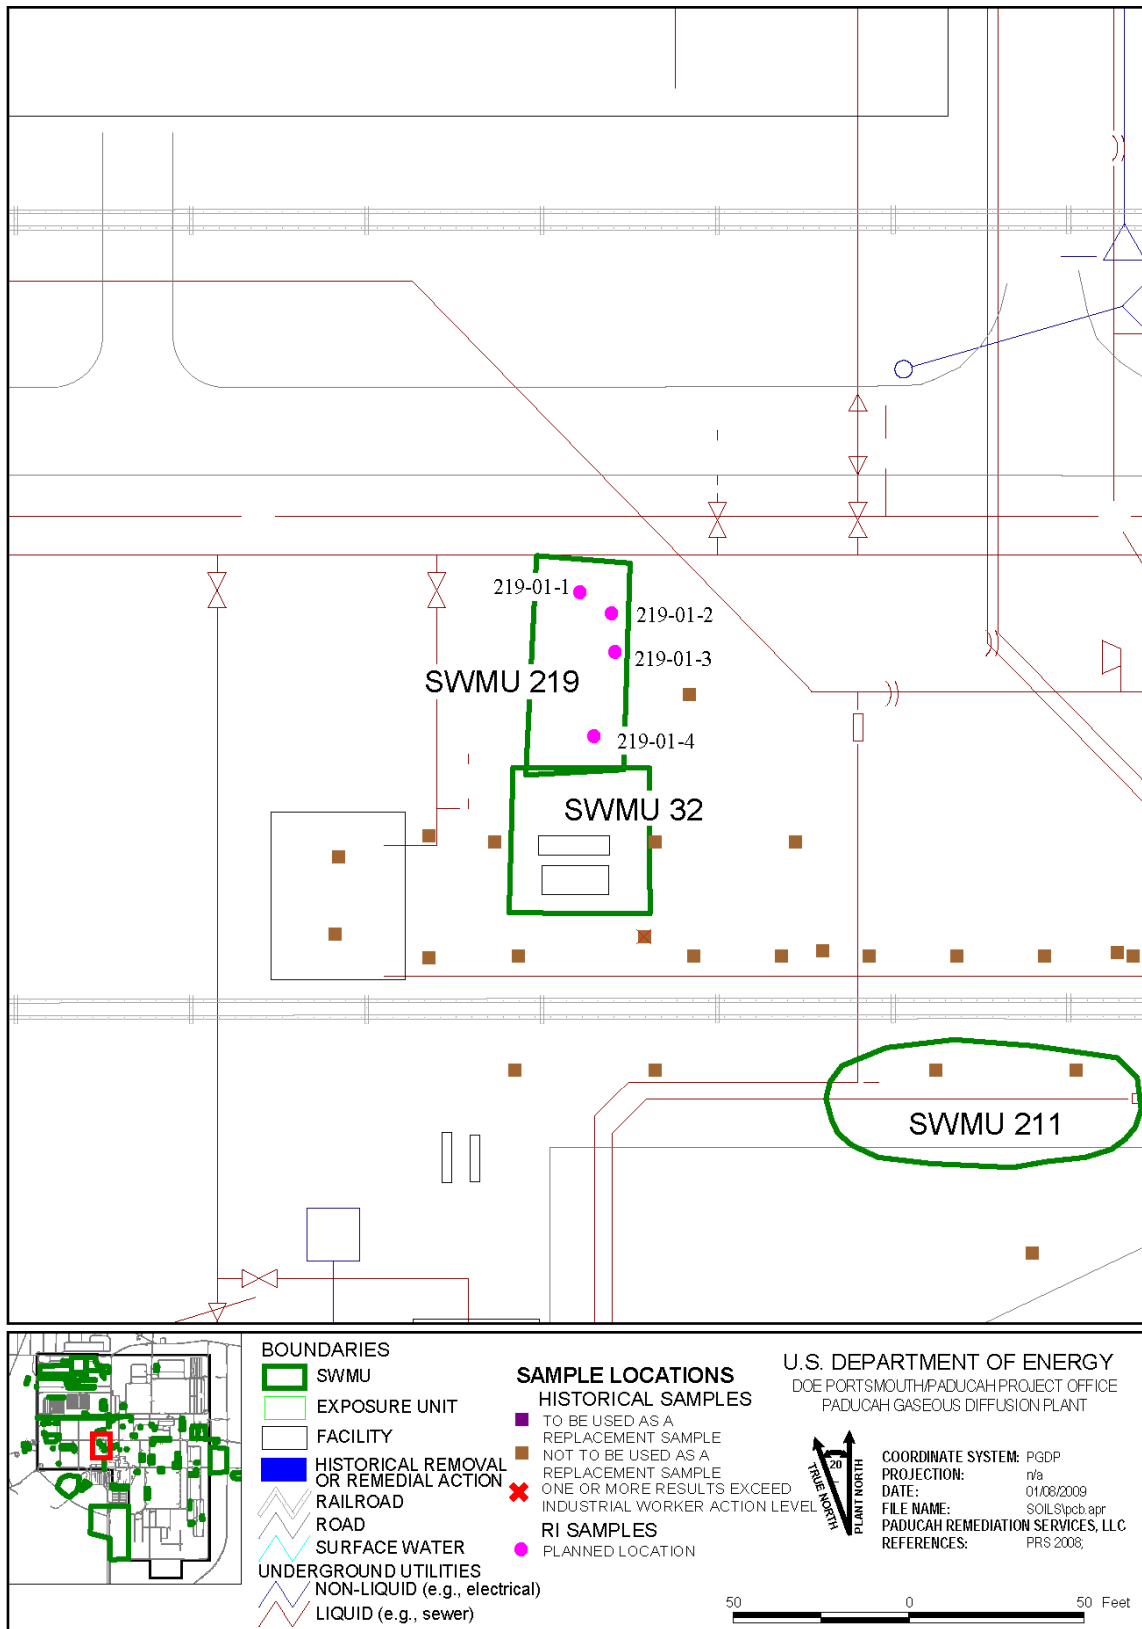 219-01-1
219-01-2
219-01-3
SWMU 219
219-01-4
SWMU 32
SWMU 211
BOUNDARIES
SWMU
EXPOSURE UNIT
FACILITY
HISTORICAL REMOVAL
OR REMEDIAL ACTION
RAILROAD
ROAD
SURFACE WATER
UNDERGROUND UTILITIES
NON-LIQUID (e.g., electrical)
LIQUID (e.g., sewer)
SAMPLE LOCATIONS
HISTORICAL SAMPLES
TO BE USED AS A
REPLACEMENT SAMPLE
NOT TO BE USED AS A
REPLACEMENT SAMPLE
ONE OR MORE RESULTS EXCEED
INDUSTRIAL WORKER ACTION LEVEL
RI SAMPLES
PLANNED LOCATION
U.S. DEPARTMENT OF ENERGY
DOE PORTSMOUTH/PADUCAH PROJECT OFFICE
PADUCAH GASEOUS DIFFUSION PLANT
20
TRUE NORTH
PLANT NORTH
COORDINATE SYSTEM: PGDP
PROJECTION: n/a
DATE: 01/08/2009
FILE NAME: SOILS\pcb.apr
PADUCAH REMEDIATION SERVICES, LLC
REFERENCES: PRS 2008;
50 0 50 Feet